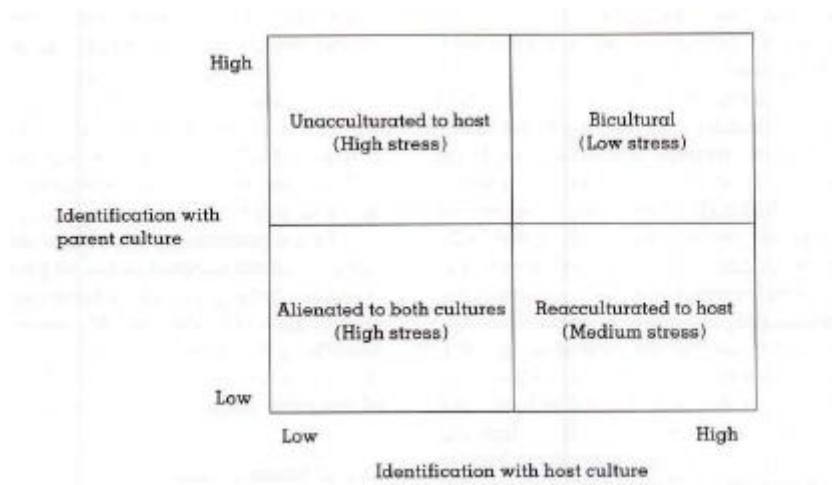 High
Unacculturated to host
(High stress)
Bicultural
(Low stress)
Identification with
parent culture
Alienated to both cultures
(High stress)
Reacculturated to host
(Medium stress)
Low
Low
High
Identification with host culture